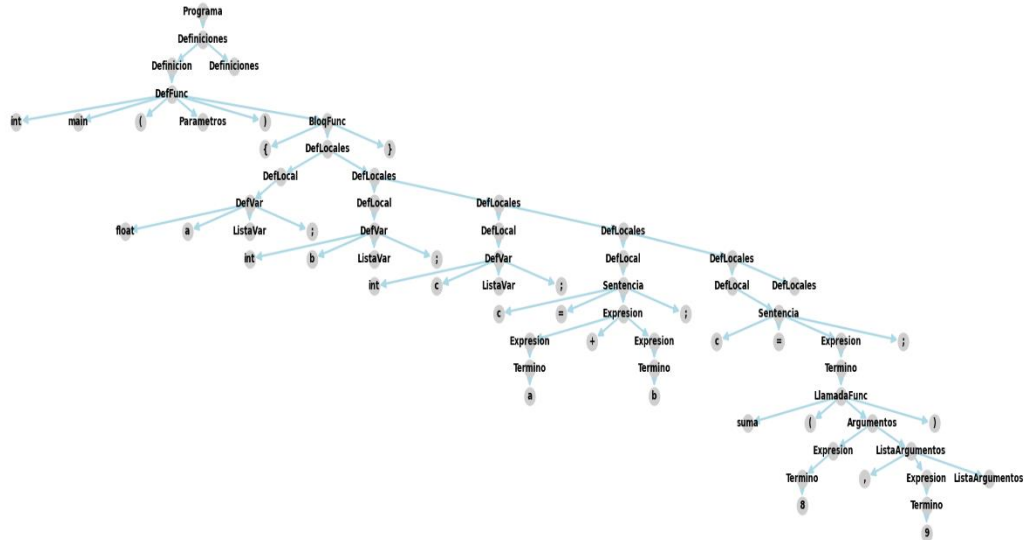 Programa
Definiciones
Definicion Definiciones
DefFunc
int main ( Parametros ) BloqFunc
{ DefLocales }
DefLocal DefLocales
DefVar DefLocal DefLocales
float a ListaVar ; DefVar DefLocal DefLocales
int b ListaVar ; DefVar DefLocal DefLocales
int c ListaVar ; Sentencia DefLocal DefLocales
c = Expresion ; Sentencia
Expresion + Expresion c = Expresion ;
Termino Termino Termino
a b LlamadaFunc
suma ( Argumentos )
Expresion ListaArgumentos
Termino , Expresion ListaArgumentos
8 Termino
9